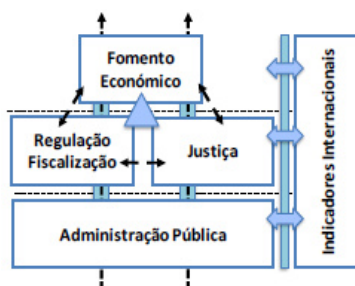 Fomento
Económico
Regulação
Fiscalização
Justiça
Administração Pública
Indicadores Internacionais